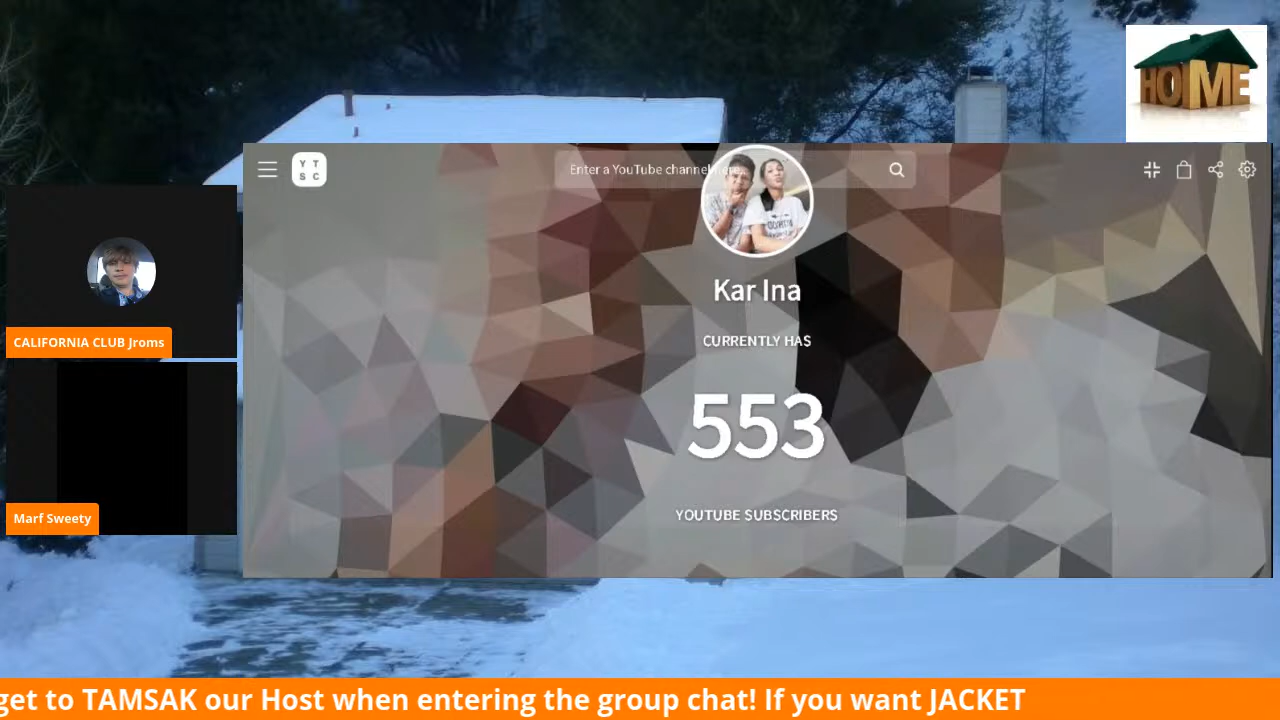 HOME
Y T
S C
Enter a YouTube channel
Kar Ina
CURRENTLY HAS
553
YOUTUBE SUBSCRIBERS
CALIFORNIA CLUB Jroms
Marf Sweety
get to TAMSAK our Host when entering the group chat! If you want JACKET